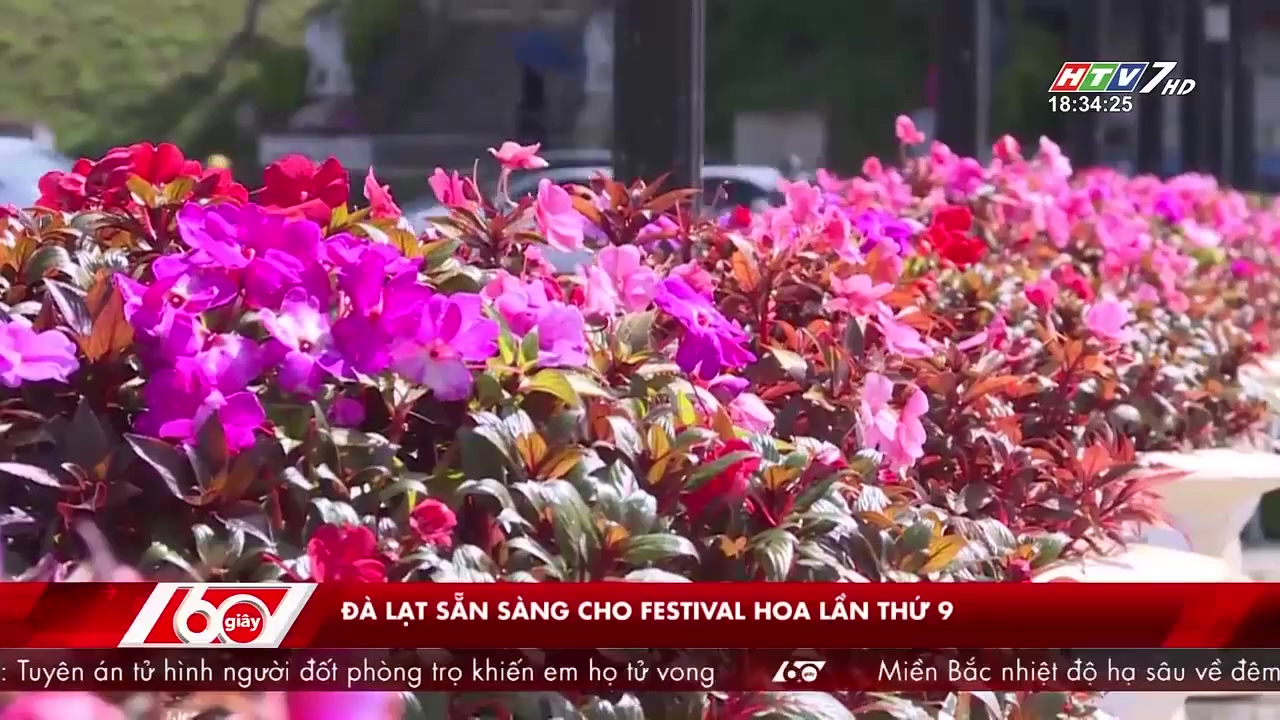 HTV7 HD
18:34:25
60 giây
ĐÀ LẠT SẴN SÀNG CHO FESTIVAL HOA LẦN THỨ 9
: Tuyên án tử hình người đốt phòng trọ khiến em họ tử vong 60 Miền Bắc nhiệt độ hạ sâu về đêm